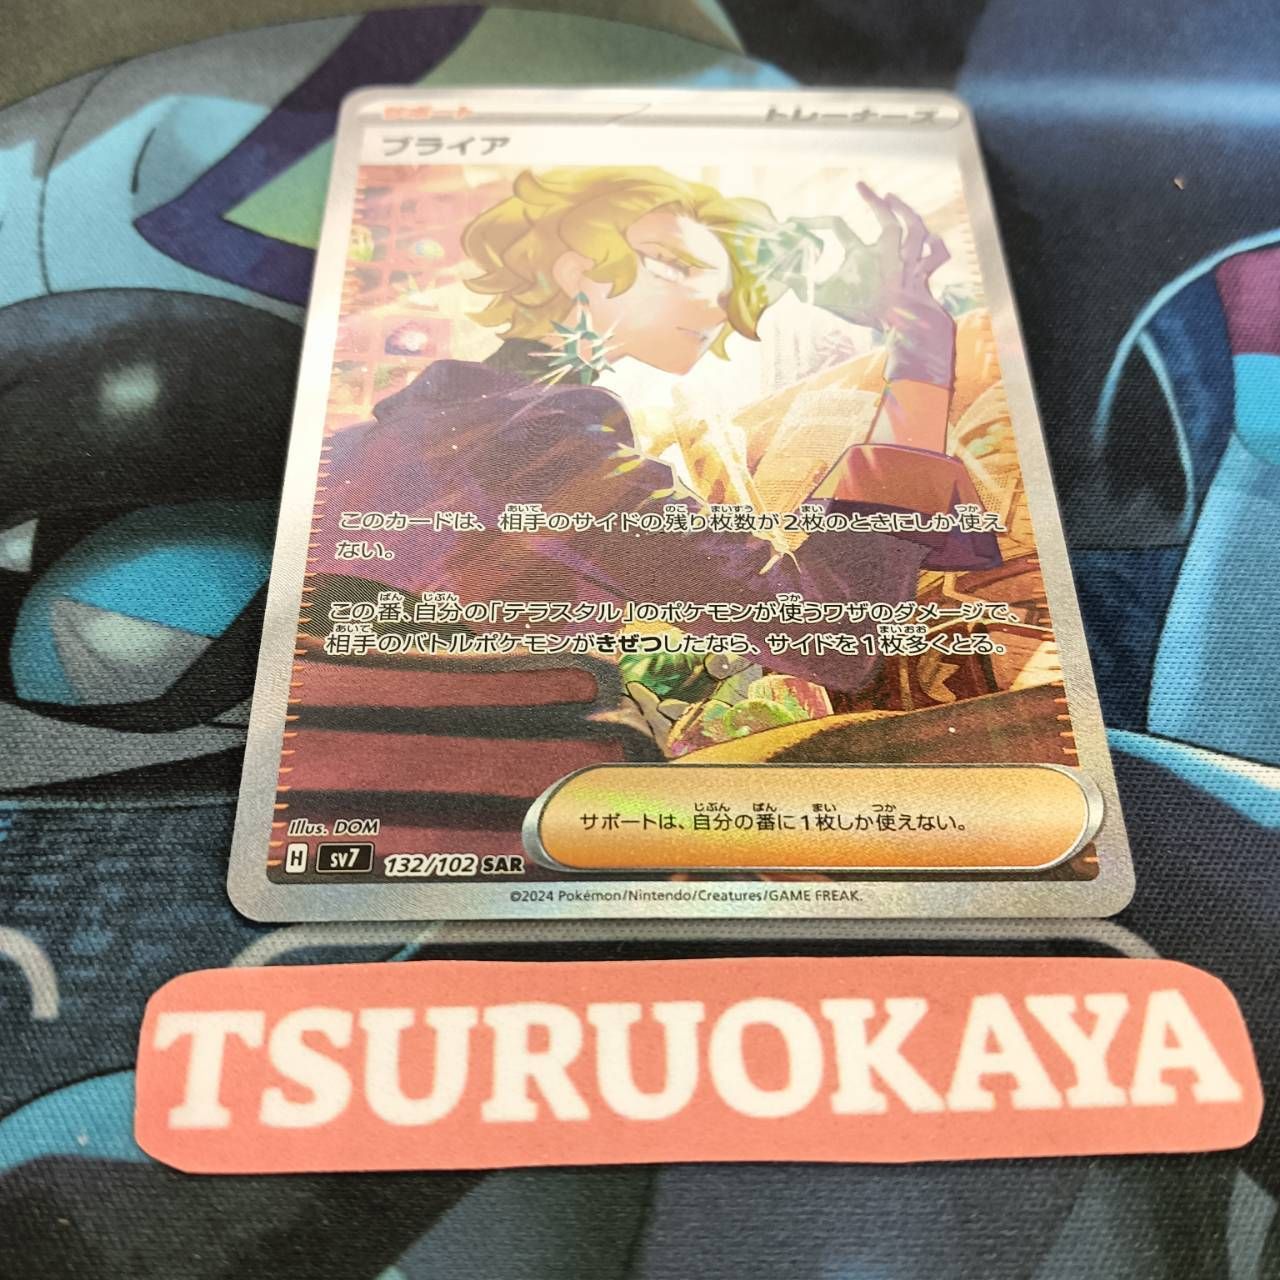 サポート
トレーナーズ
ブライア
このカードは、相手のサイドの残り枚数が2枚のときにしか使え
ない。
この番、自分の「テラスタル」のポケモンが使うワザのダメージで、
相手のバトルポケモンがきぜつしたなら、サイドを1枚多くとる。
サポートは、自分の番に1枚しか使えない。
Illus. DOM
H sv7 132/102 SAR
©2024 Pokémon/Nintendo/Creatures/GAME FREAK.
TSURUOKAYA